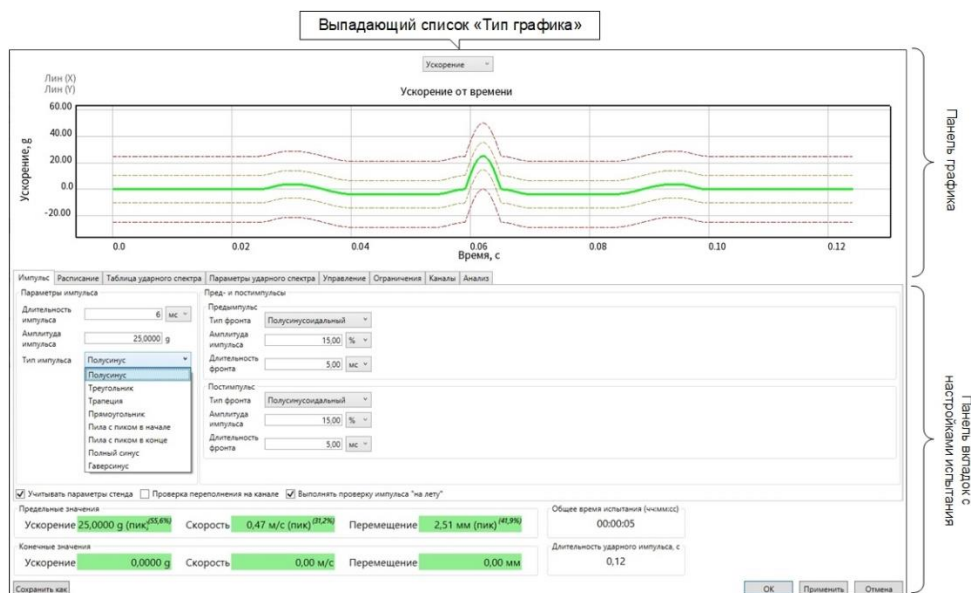 Выпадающий список «Тип графика»
Ускорение
Лин (X)
Лин (Y)
Ускорение от времени
Ускорение, g
60.00
40.00
20.00
0.0
-20.00
0.0 0.02 0.04 0.06 0.08 0.10 0.12
Время, с
Панель графика
Импульс Расписание Таблица ударного спектра Параметры ударного спектра Управление Ограничения Каналы Анализ
Параметры импульса
Длительность
импульса
6 мс
Амплитуда
импульса
25,0000 g
Тип импульса Полусинус
Полусинус
Треугольник
Трапеция
Прямоугольник
Пила с пиком в начале
Пила с пиком в конце
Полный синус
Гаверсинус
Пред- и постимпульсы
Предымпульс
Тип фронта Полусинусоидальный
Амплитуда
импульса
15,00 %
Длительность
фронта
5,00 мс
Постимпульс
Тип фронта Полусинусоидальный
Амплитуда
импульса
15,00 %
Длительность
фронта
5,00 мс
Панель вкладок с
настройками испытания
Учитывать параметры стенда Проверка переполнения на канале Выполнять проверку импульса "на лету"
Предельные значения
Ускорение 25,0000 g (пик) (55,6%) Скорость 0,47 м/с (пик) (31,2%) Перемещение 2,51 мм (пик) (41,9%)
Общее время испытания (чч:мм:сс)
00:00:05
Конечные значения
Ускорение 0,0000 g Скорость 0,00 м/с Перемещение 0,00 мм
Длительность ударного импульса, с
0,12
Сохранить как ОК Применить Отмена